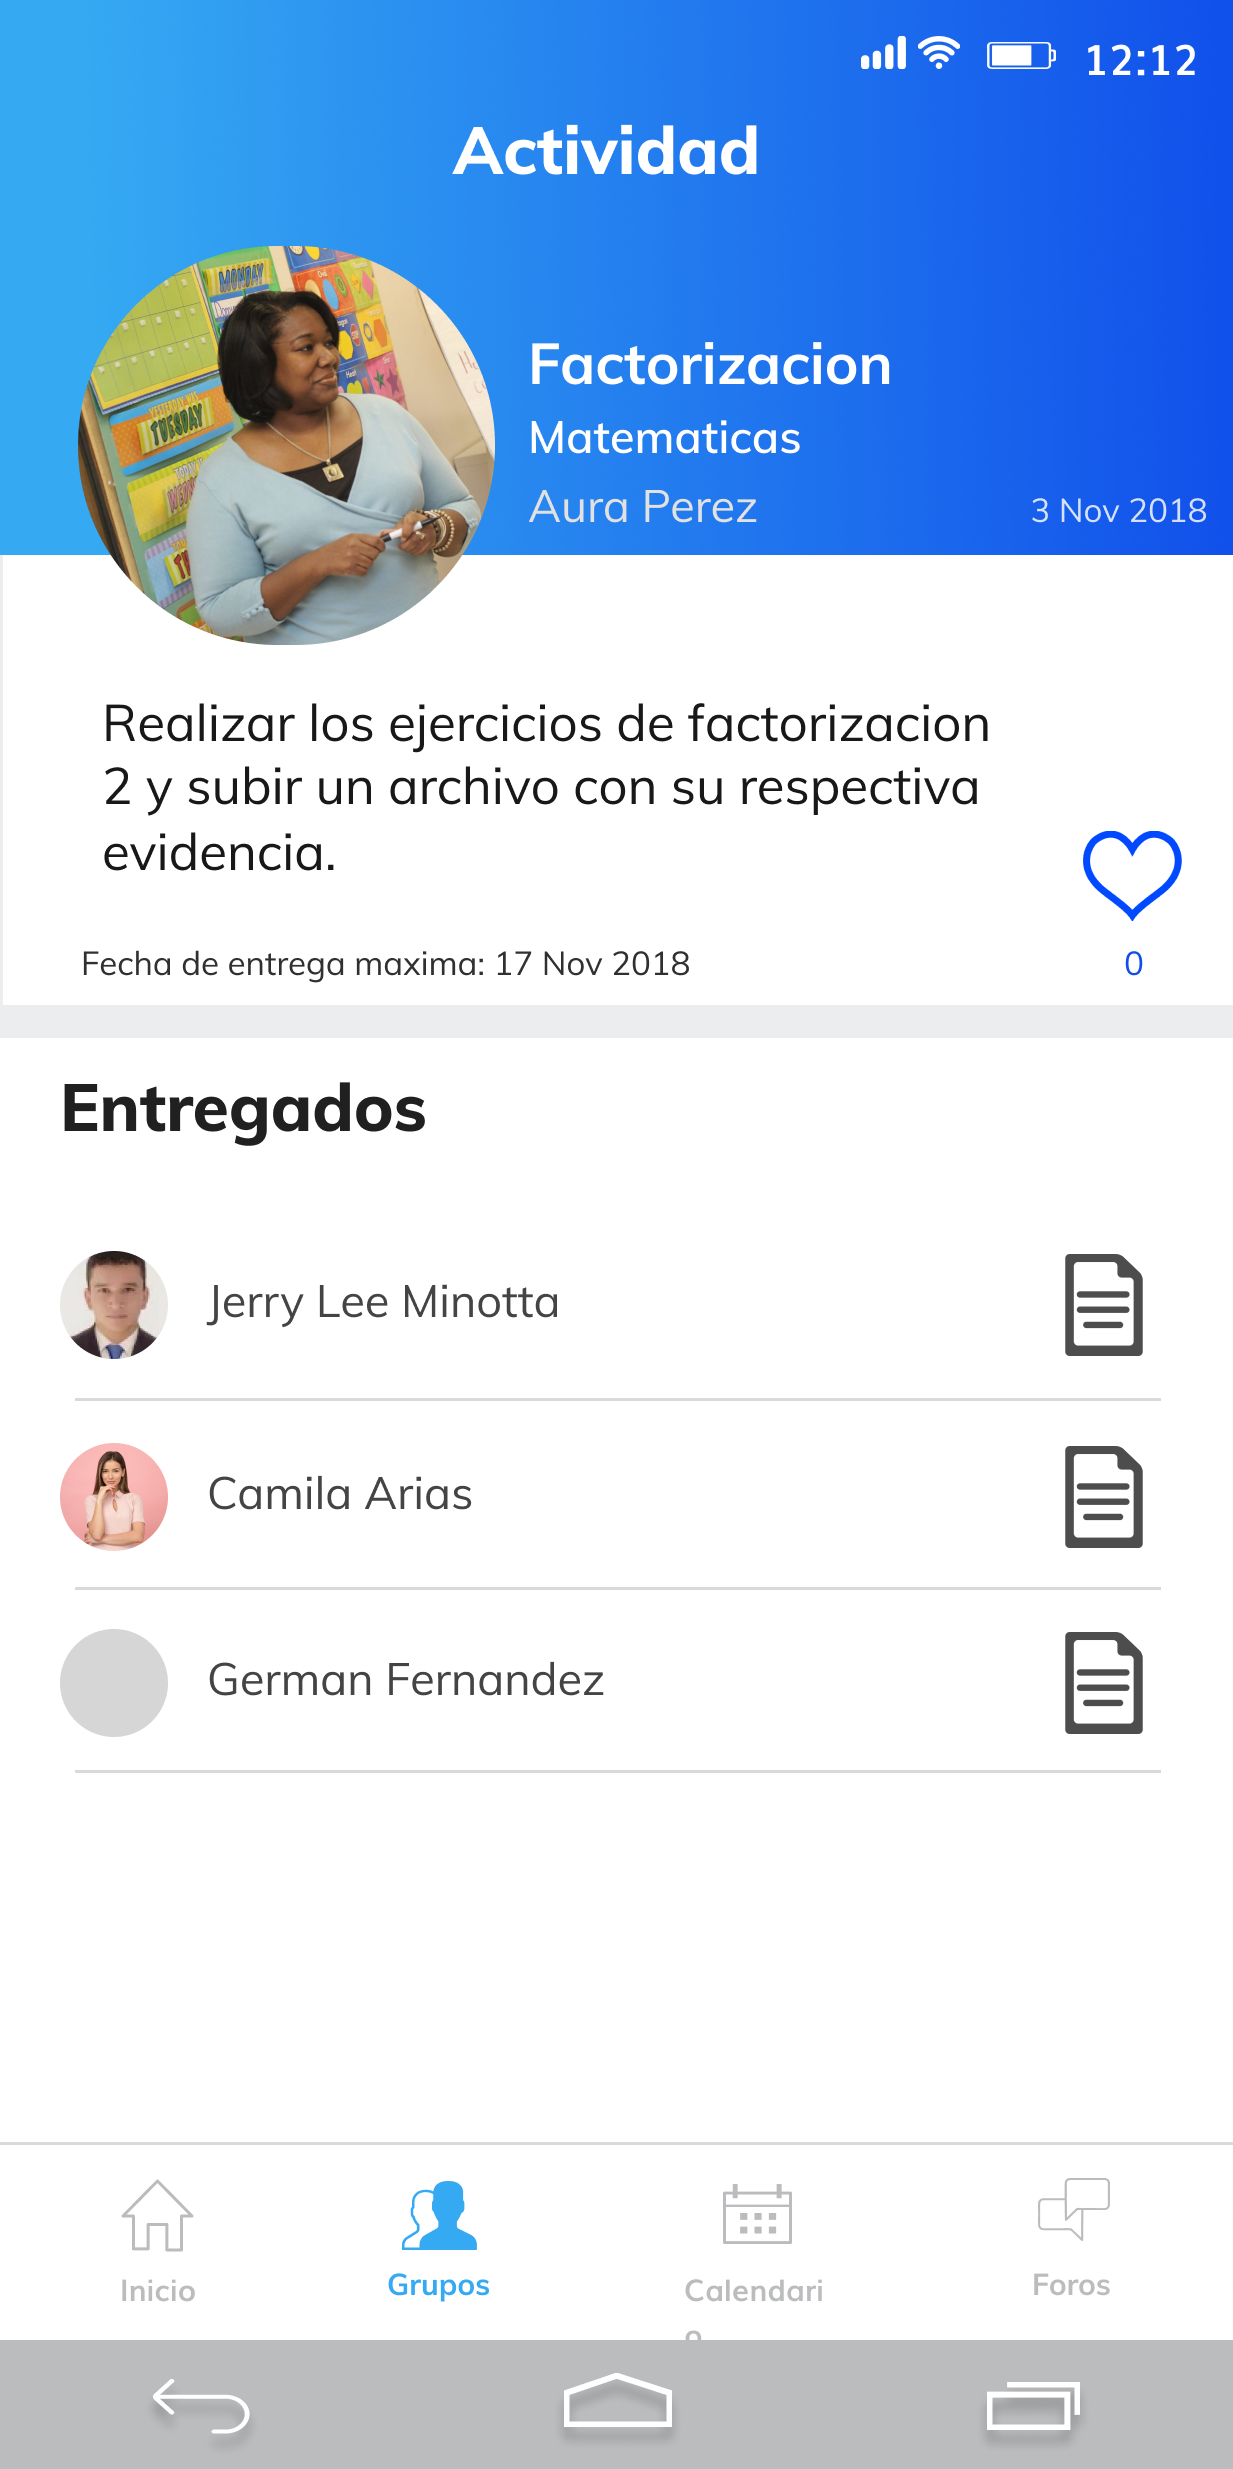 12:12
Actividad
MONDAY
TUESDAY
Factorizacion
Matematicas
Aura Perez
3 Nov 2018
Realizar los ejercicios de factorizacion
2 y subir un archivo con su respectiva
evidencia.
Fecha de entrega maxima: 17 Nov 2018
0
Entregados
Jerry Lee Minotta
Camila Arias
German Fernandez
Inicio
Grupos
Calendari
o
Foros